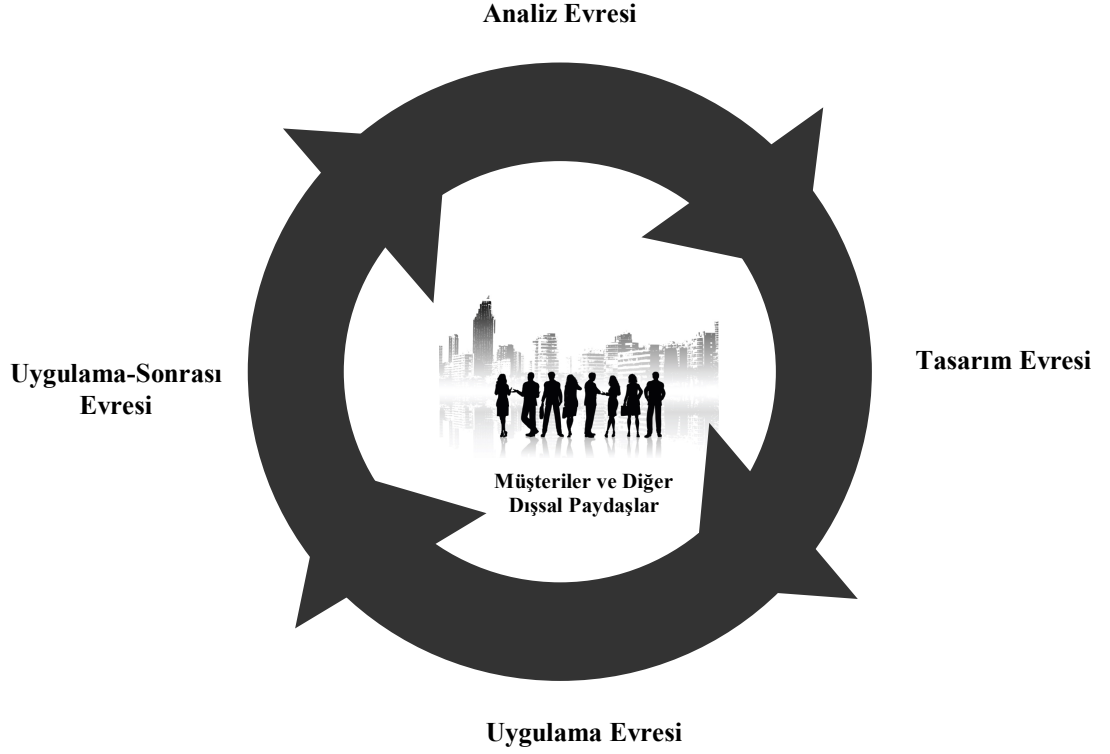 Analiz Evresi
Tasarım Evresi
Uygulama-Sonrası
Evresi
Müşteriler ve Diğer
Dışsal Paydaşlar
Uygulama Evresi